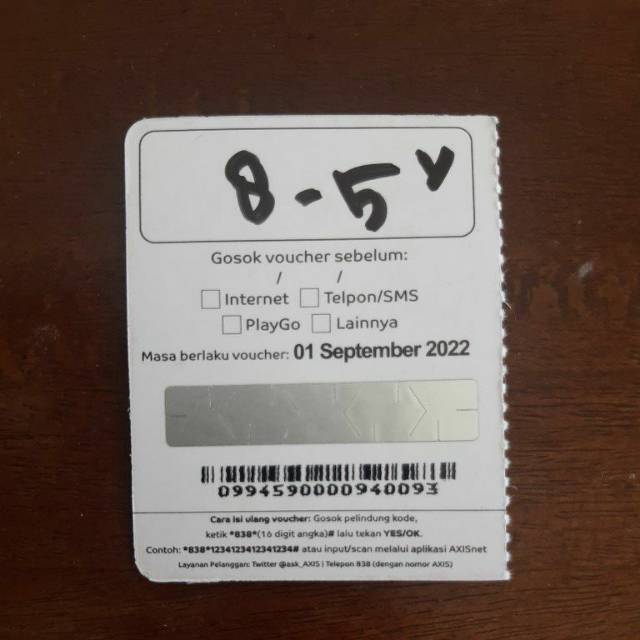 8-5y
Gosok voucher sebelum:
/ /
Internet Telpon/SMS
PlayGo Lainnya
Masa berlaku voucher: 01 September 2022
0994590000940093
Cara isi ulang voucher: Gosok pelindung kode,
ketik *838*(16 digit angka)# lalu tekan YES/OK.
Contoh: *838*1234123412341234# atau input/scan melalui aplikasi AXISnet
Layanan Pelanggan: Twitter @ask_AXIS | Telepon 838 (dengan nomor AXIS)